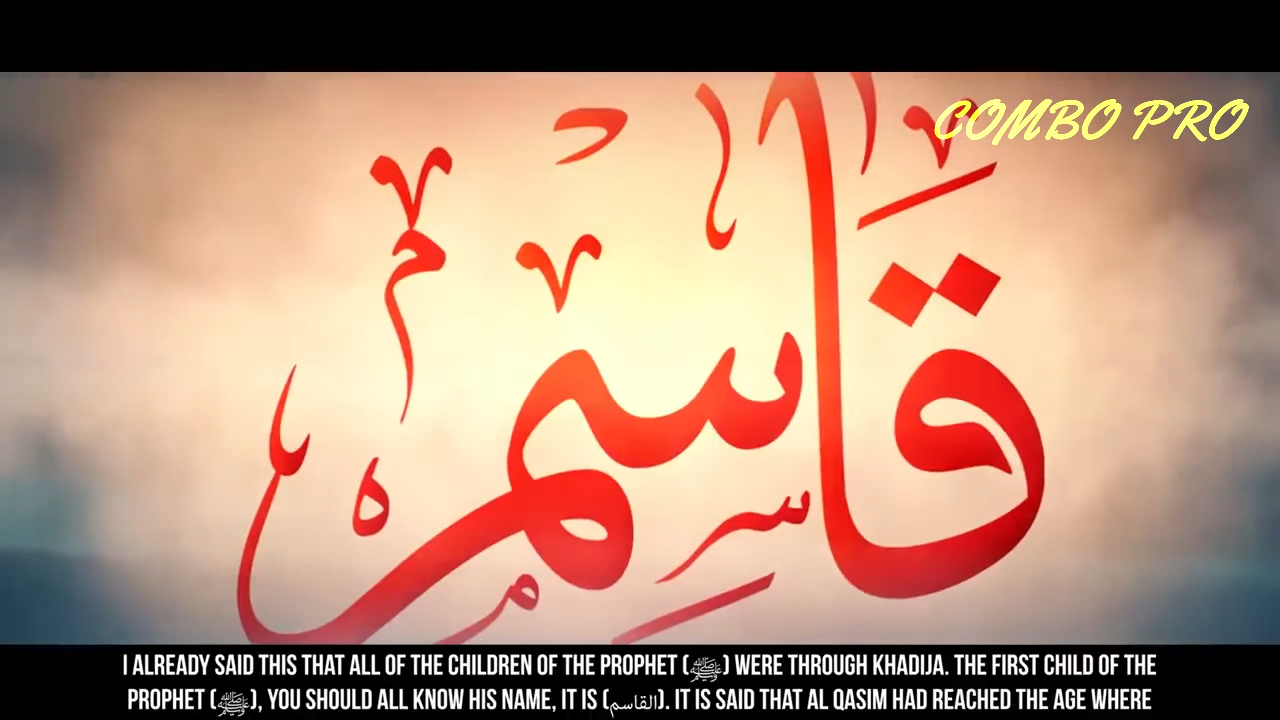 COMBO PRO
قَاسِم
I ALREADY SAID THIS THAT ALL OF THE CHILDREN OF THE PROPHET (ﷺ) WERE THROUGH KHADIJA. THE FIRST CHILD OF THE
PROPHET (ﷺ), YOU SHOULD ALL KNOW HIS NAME, IT IS (القاسم). IT IS SAID THAT AL QASIM HAD REACHED THE AGE WHERE